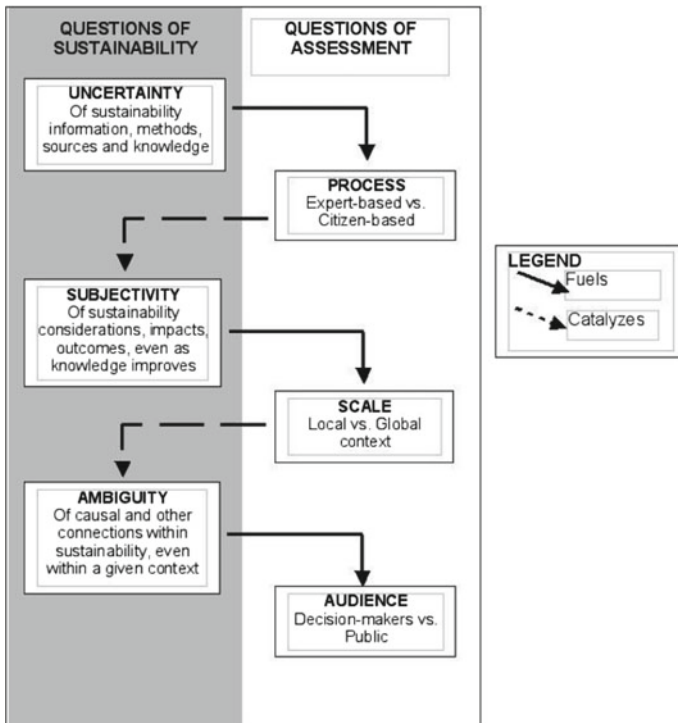 QUESTIONS OF
SUSTAINABILITY
QUESTIONS OF
ASSESSMENT
UNCERTAINTY
Of sustainability
information, methods,
sources and knowledge
PROCESS
Expert-based vs.
Citizen-based
SUBJECTIVITY
Of sustainability
considerations, impacts,
outcomes, even as
knowledge improves
SCALE
Local vs. Global
context
AMBIGUITY
Of causal and other
connections within
sustainability, even
within a given context
AUDIENCE
Decision-makers vs.
Public
LEGEND
Fuels
Catalyzes